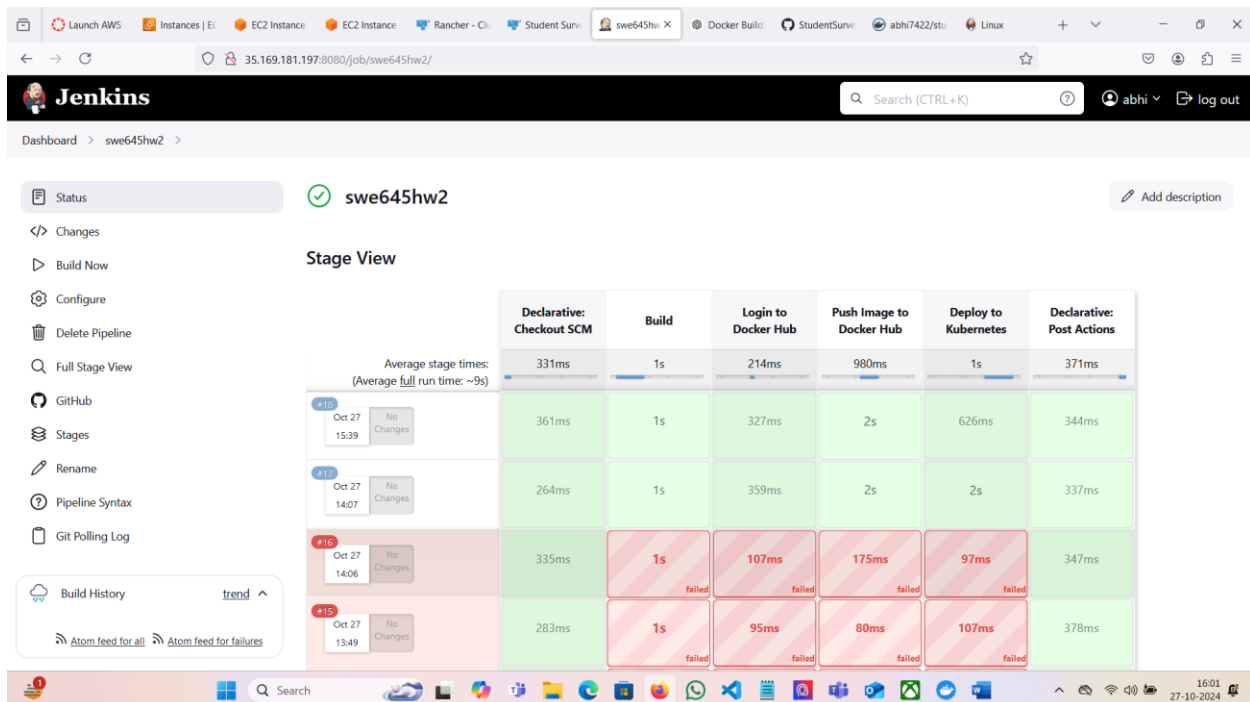 Launch AWS
Instances | EC
EC2 Instance
EC2 Instance
Rancher - Clu
Student Surve
swe645hw
Docker Build
StudentSurve
abhi7422/stu
Linux
35.169.181.197:8080/job/swe645hw2/
Jenkins
Search (CTRL+K)
abhi
log out
Dashboard > swe645hw2 >
Status
Changes
Build Now
Configure
Delete Pipeline
Full Stage View
GitHub
Stages
Rename
Pipeline Syntax
Git Polling Log
Build History
trend
Atom feed for all
Atom feed for failures
swe645hw2
Add description
Stage View
Declarative:
Checkout SCM
Build
Login to
Docker Hub
Push Image to
Docker Hub
Deploy to
Kubernetes
Declarative:
Post Actions
Average stage times:
(Average full run time: ~9s)
331ms
1s
214ms
980ms
1s
371ms
#18
Oct 27
15:39
No
Changes
361ms
1s
327ms
2s
626ms
344ms
#17
Oct 27
14:07
No
Changes
264ms
1s
359ms
2s
2s
337ms
#16
Oct 27
14:06
No
Changes
335ms
1s
failed
107ms
failed
175ms
failed
97ms
failed
347ms
#15
Oct 27
13:49
No
Changes
283ms
1s
failed
95ms
failed
80ms
failed
107ms
failed
378ms
1
Search
16:01
27-10-2024